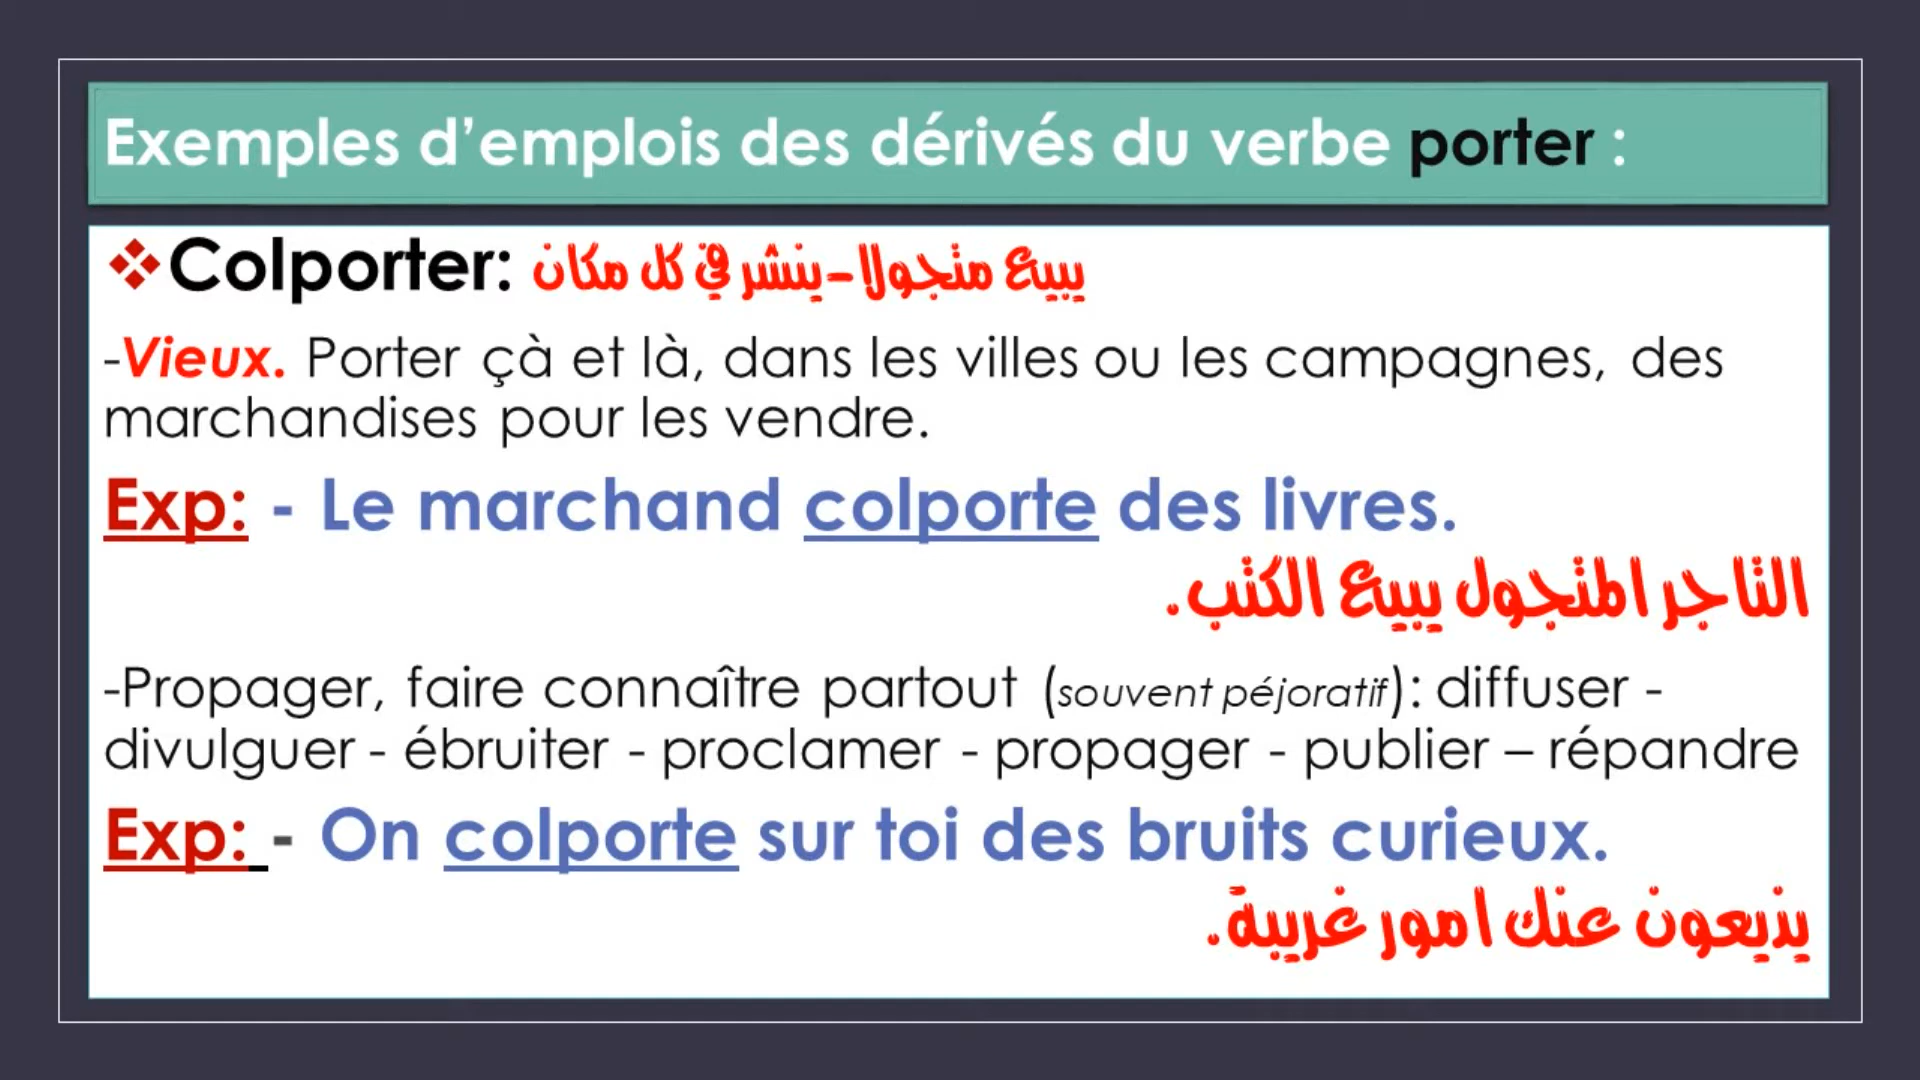 Exemples d’emplois des dérivés du verbe porter :
❖Colporter: يبيع متجولا-ينشر في كل مكان
-Vieux. Porter çà et là, dans les villes ou les campagnes, des
marchandises pour les vendre.
Exp: - Le marchand colporte des livres.
التاجر المتجول يبيع الكتب.
-Propager, faire connaître partout (souvent péjoratif): diffuser -
divulguer - ébruiter - proclamer - propager - publier – répandre
Exp: - On colporte sur toi des bruits curieux.
يذيعون عنك امور غريبة.